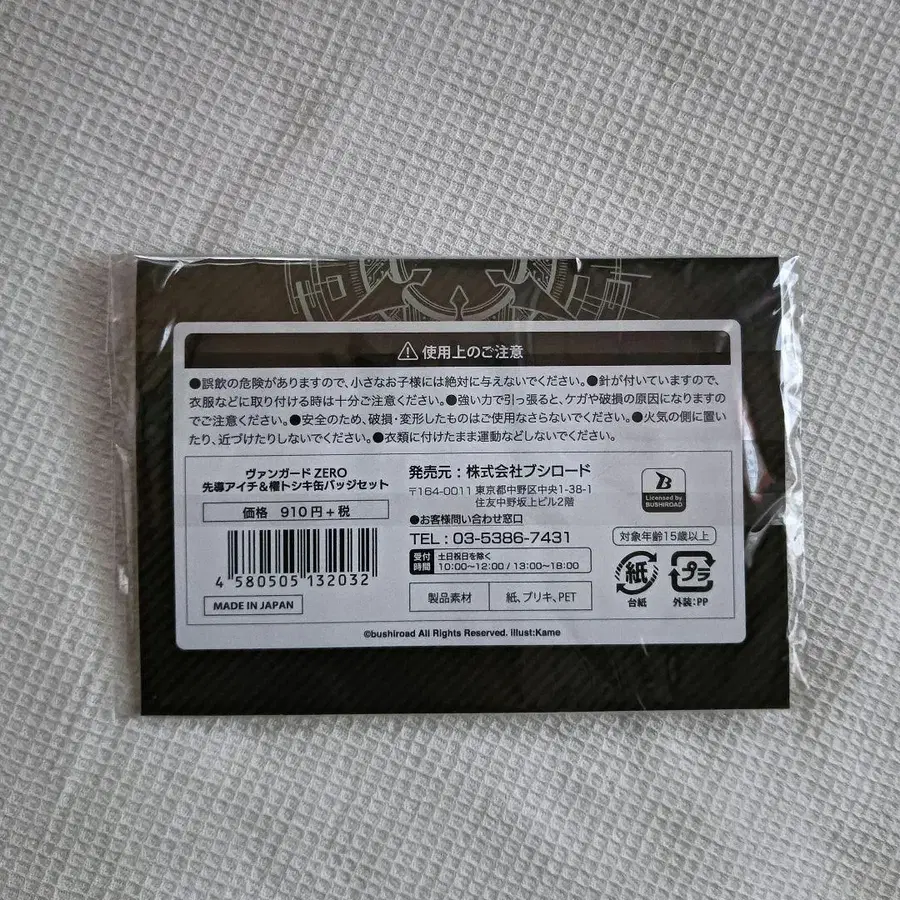 ⚠使用上のご注意
●誤飲の危険がありますので、小さなお子様には絶対に与えないでください。●針が付いていますので、
衣服などに取り付ける時は十分ご注意ください。●強い力で引っ張ると、ケガや破損の原因になりますの
でご注意ください。●安全のため、破損・変形したものはご使用なさらないでください。●火気の側に置い
たり、近づけたりしないでください。●衣類に付けたまま運動などしないでください。
ヴァンガード ZERO
先導アイチ&櫂トシキ缶バッジセット
価格 910円+税
4 580505 132032
MADE IN JAPAN
発売元:株式会社ブシロード
〒164-0011 東京都中野区中央1-38-1
住友中野坂上ビル2階
●お客様問い合わせ窓口
TEL : 03-5386-7431
受付時間 土日祝日を除く
10:00~12:00 / 13:00~18:00
製品素材 紙、ブリキ、PET
Licensed by
BUSHIROAD
対象年齢15歳以上
紙 プラ
台紙 外装:PP
©bushiroad All Rights Reserved. Illust:Kame